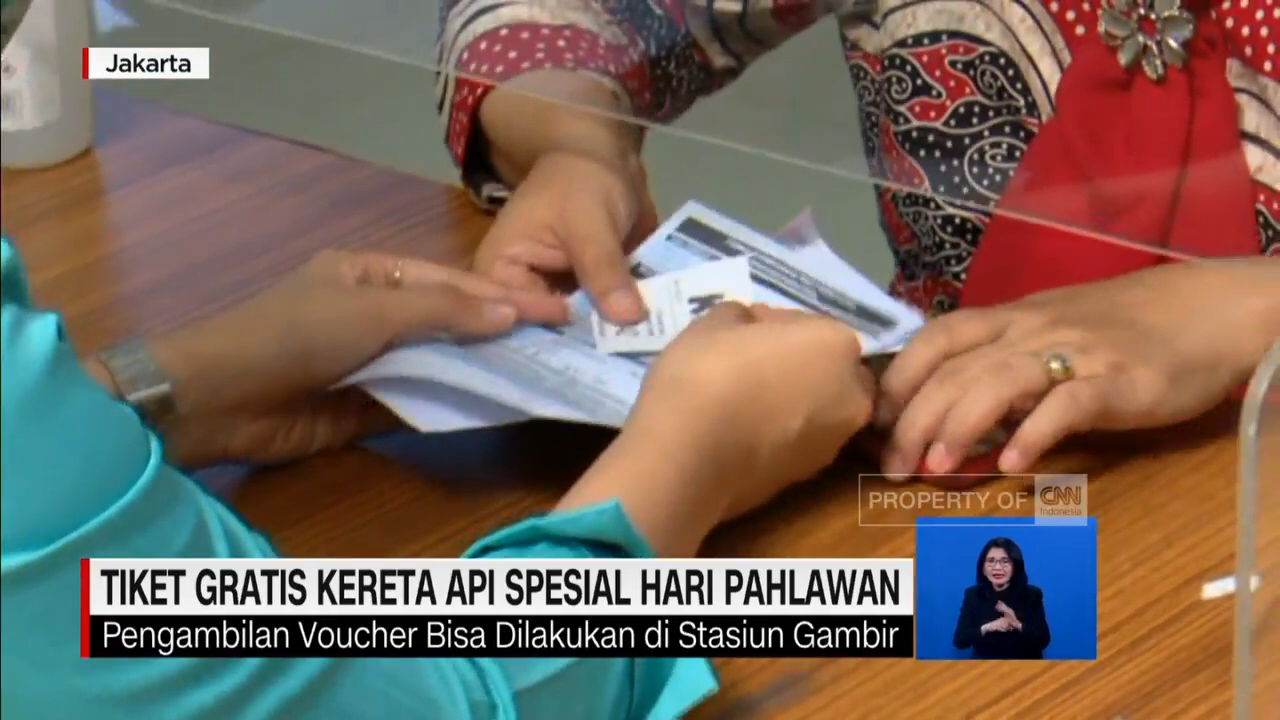 Jakarta
PROPERTY OF CNN Indonesia
TIKET GRATIS KERETA API SPESIAL HARI PAHLAWAN
Pengambilan Voucher Bisa Dilakukan di Stasiun Gambir